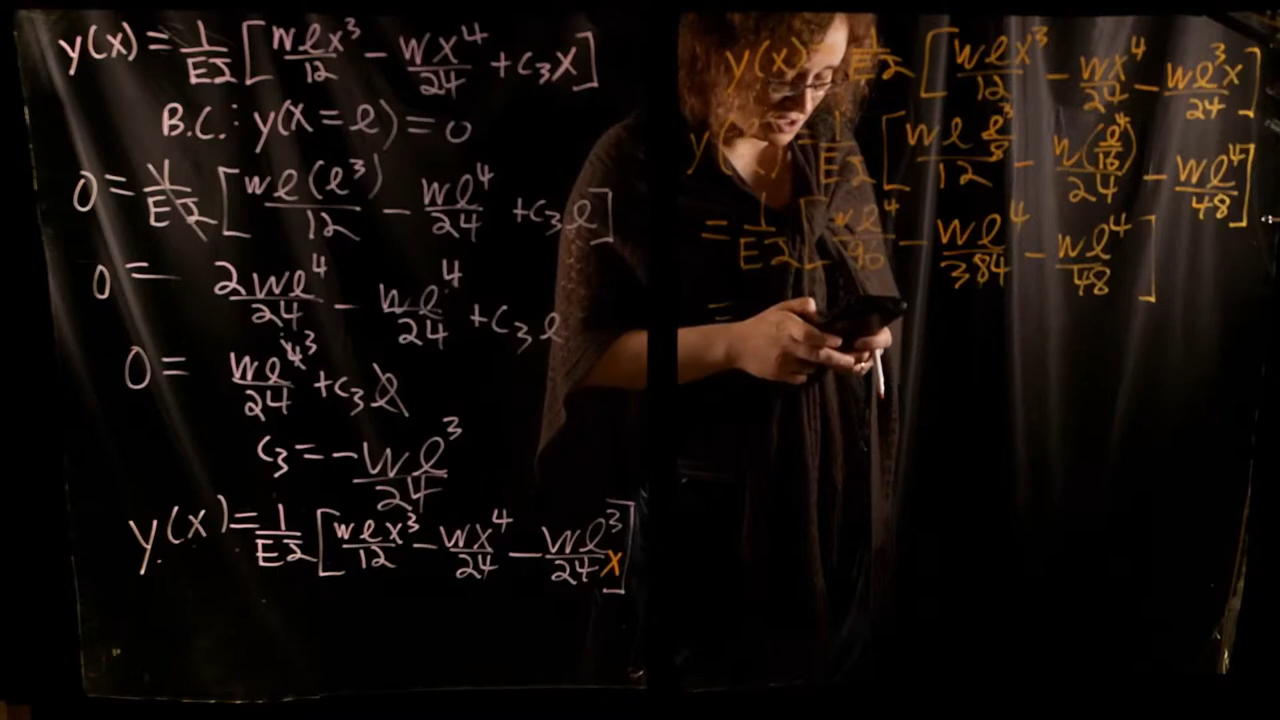 y(x) = 1/EI [wlx³/12 − wx⁴/24 + c₃x]
B.C.: y(x = l) = 0
0 = 1/EI [wl(l³)/12 − wl⁴/24 + c₃l]
0 = 2wl⁴/24 − wl⁴/24 + c₃l
0 = wl⁴³/24 + c₃l
c₃ = −wl³/24
y(x) = 1/EI [wlx³/12 − wx⁴/24 − wl³/24 x]
y(x) 1/EI [wlx³/12 − wx⁴/24 − wl³x/24]
y( ) = 1/EI [wl l³/8/12 − w(l⁴/16)/24 − wl⁴/48]
= 1/EI [wl⁴/ − wl⁴/384 − wl⁴/48]
=